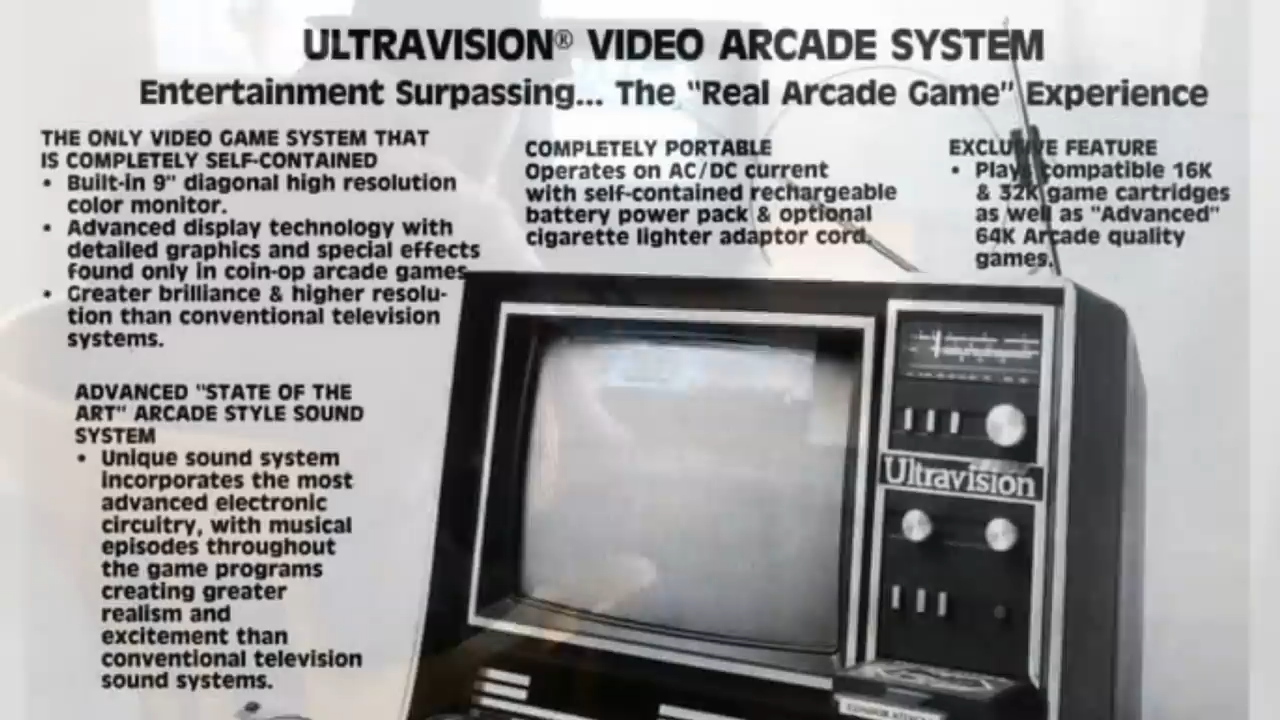 ULTRAVISION® VIDEO ARCADE SYSTEM
Entertainment Surpassing... The "Real Arcade Game" Experience
THE ONLY VIDEO GAME SYSTEM THAT
IS COMPLETELY SELF-CONTAINED
• Built-in 9" diagonal high resolution
color monitor.
• Advanced display technology with
detailed graphics and special effects
found only in coin-op arcade games.
• Greater brilliance & higher resolu-
tion than conventional television
systems.
ADVANCED "STATE OF THE
ART" ARCADE STYLE SOUND
SYSTEM
• Unique sound system
incorporates the most
advanced electronic
circuitry, with musical
episodes throughout
the game programs
creating greater
realism and
excitement than
conventional television
sound systems.
COMPLETELY PORTABLE
Operates on AC/DC current
with self-contained rechargeable
battery power pack & optional
cigarette lighter adaptor cord.
EXCLUSIVE FEATURE
• Plays compatible 16K
& 32K game cartridges
as well as "Advanced"
64K Arcade quality
games.
Ultravision